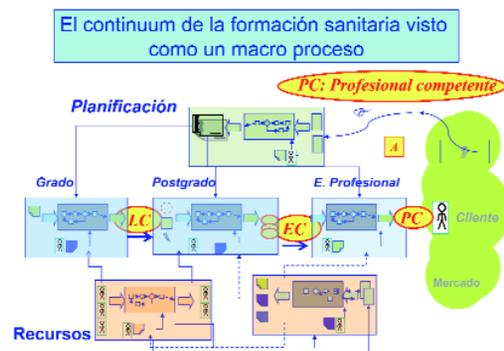 El continuum de la formación sanitaria visto
como un macro proceso
PC: Profesional competente
Planificación
A
Grado
Postgrado
E. Profesional
LC
EC
PC
Cliente
Mercado
Recursos